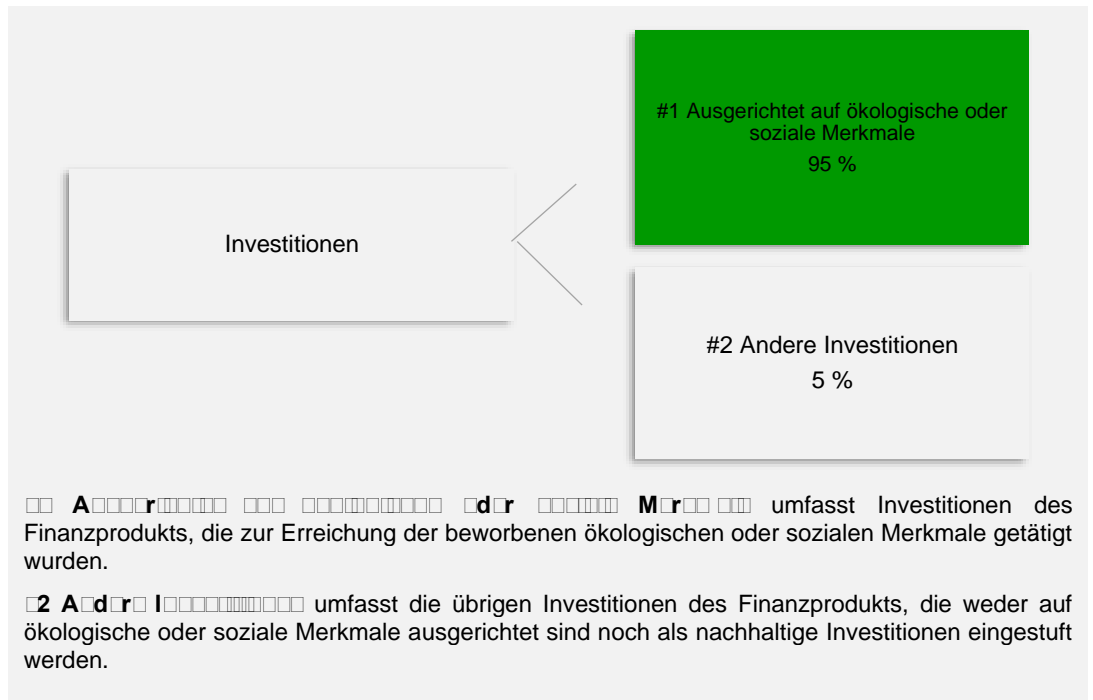 #1 Ausgerichtet auf ökologische oder
soziale Merkmale
95 %
Investitionen
#2 Andere Investitionen
5 %
umfasst Investitionen des
Finanzprodukts, die zur Erreichung der beworbenen ökologischen oder sozialen Merkmale getätigt
wurden.
umfasst die übrigen Investitionen des Finanzprodukts, die weder auf
ökologische oder soziale Merkmale ausgerichtet sind noch als nachhaltige Investitionen eingestuft
werden.